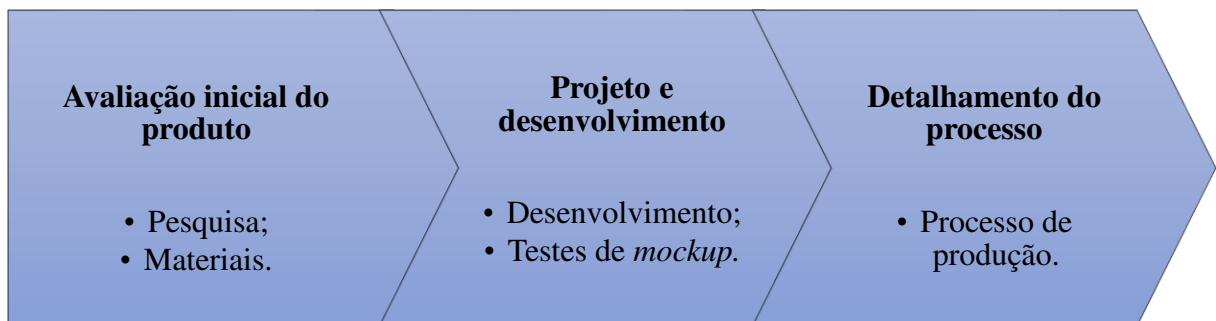 Avaliação inicial do
produto
• Pesquisa;
• Materiais.
Projeto e
desenvolvimento
• Desenvolvimento;
• Testes de mockup.
Detalhamento do
processo
• Processo de
produção.